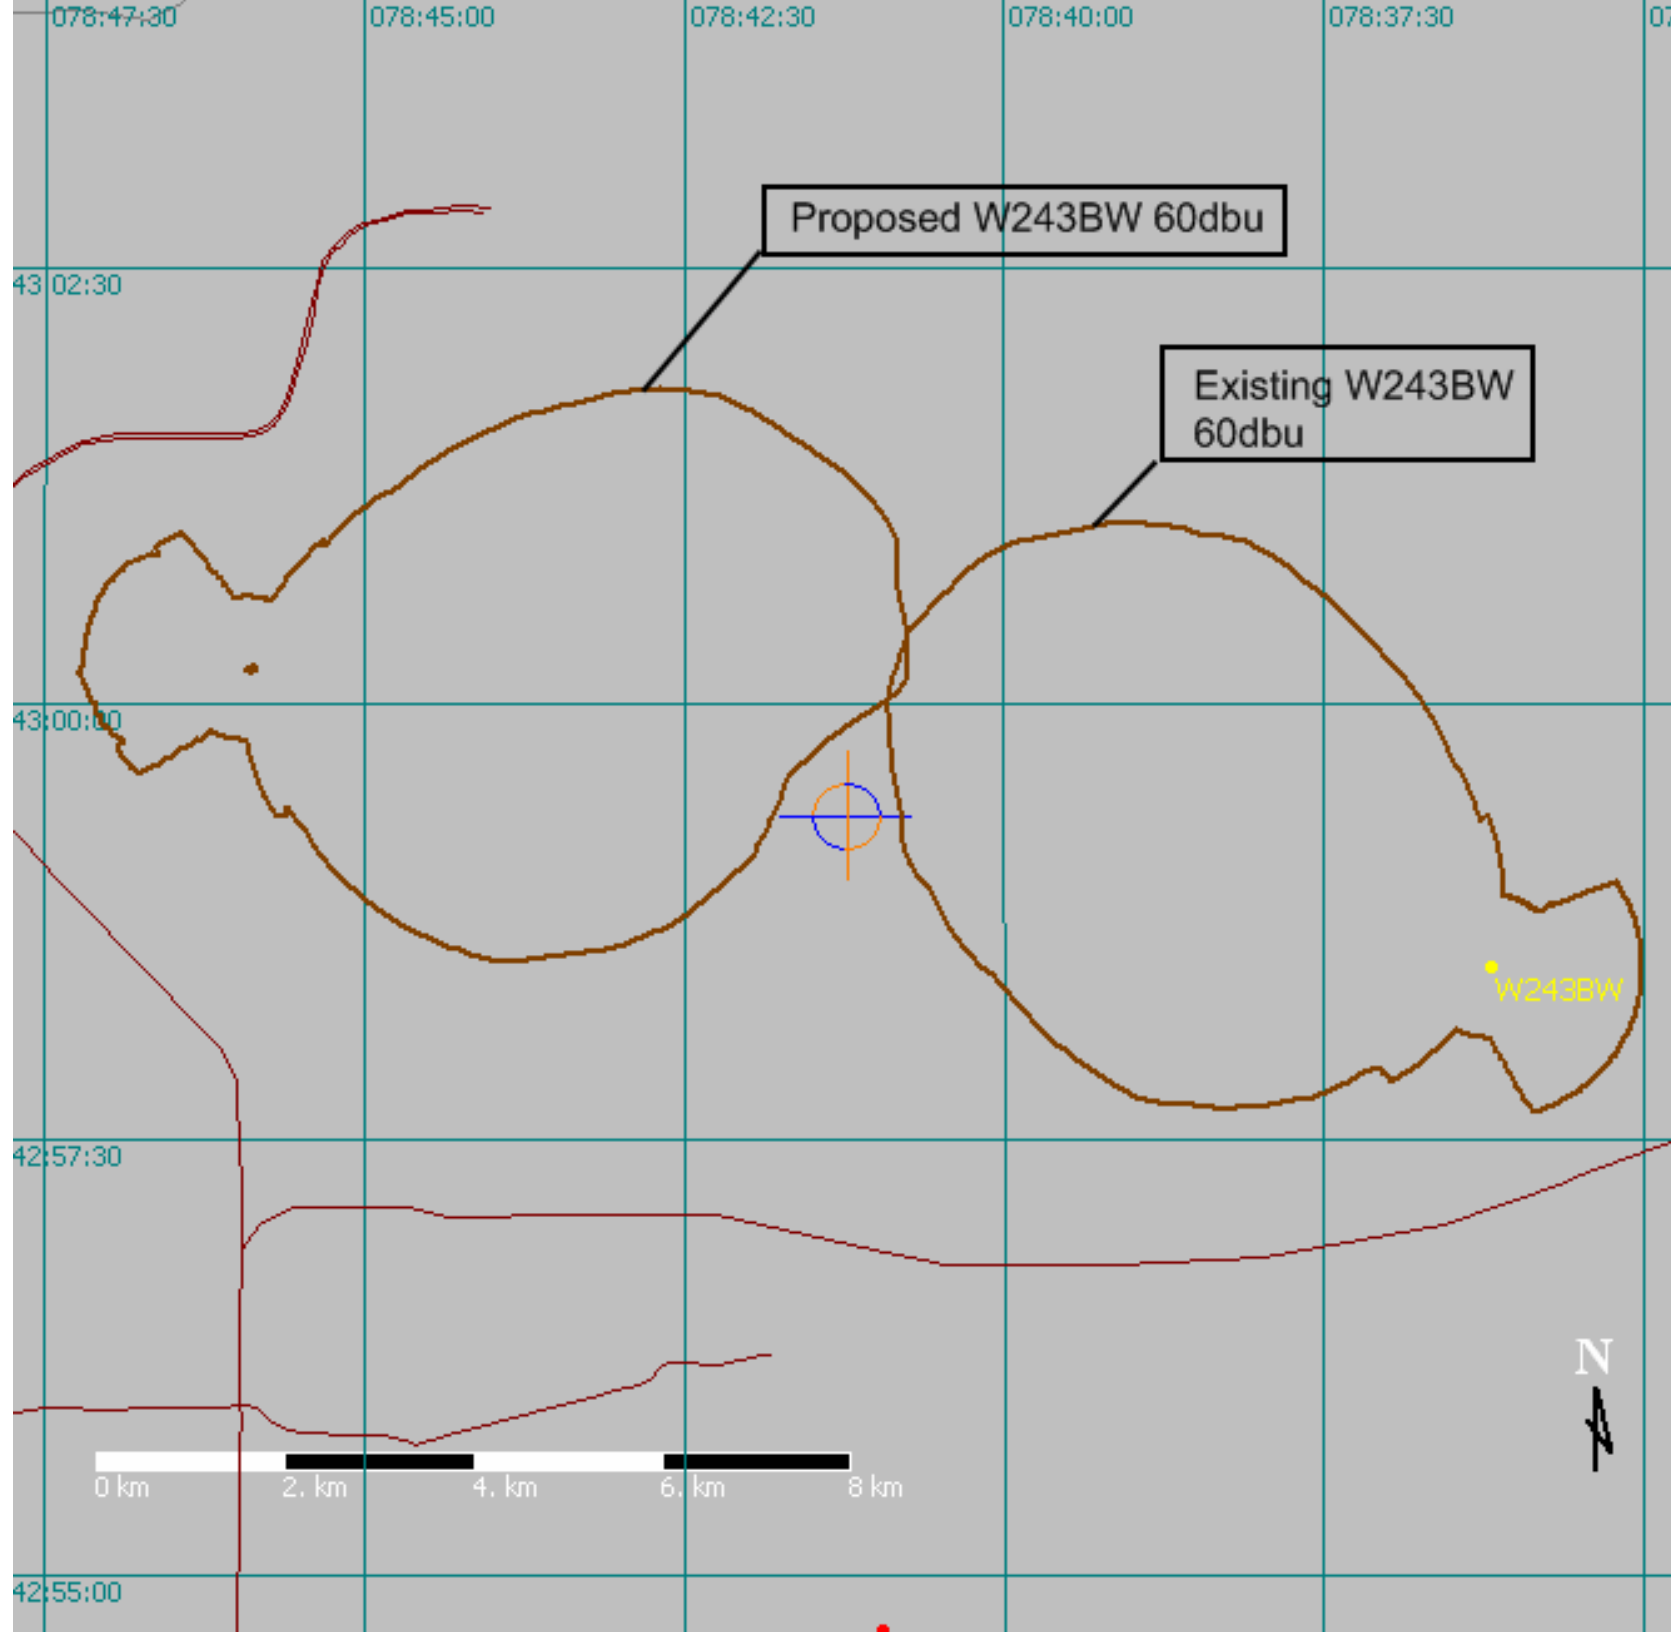 078:47:30
078:45:00
078:42:30
078:40:00
078:37:30
07
Proposed W243BW 60dbu
43:02:30
Existing W243BW
60dbu
43:00:00
W243BW
42:57:30
N
0 km
2. km
4. km
6. km
8 km
42:55:00